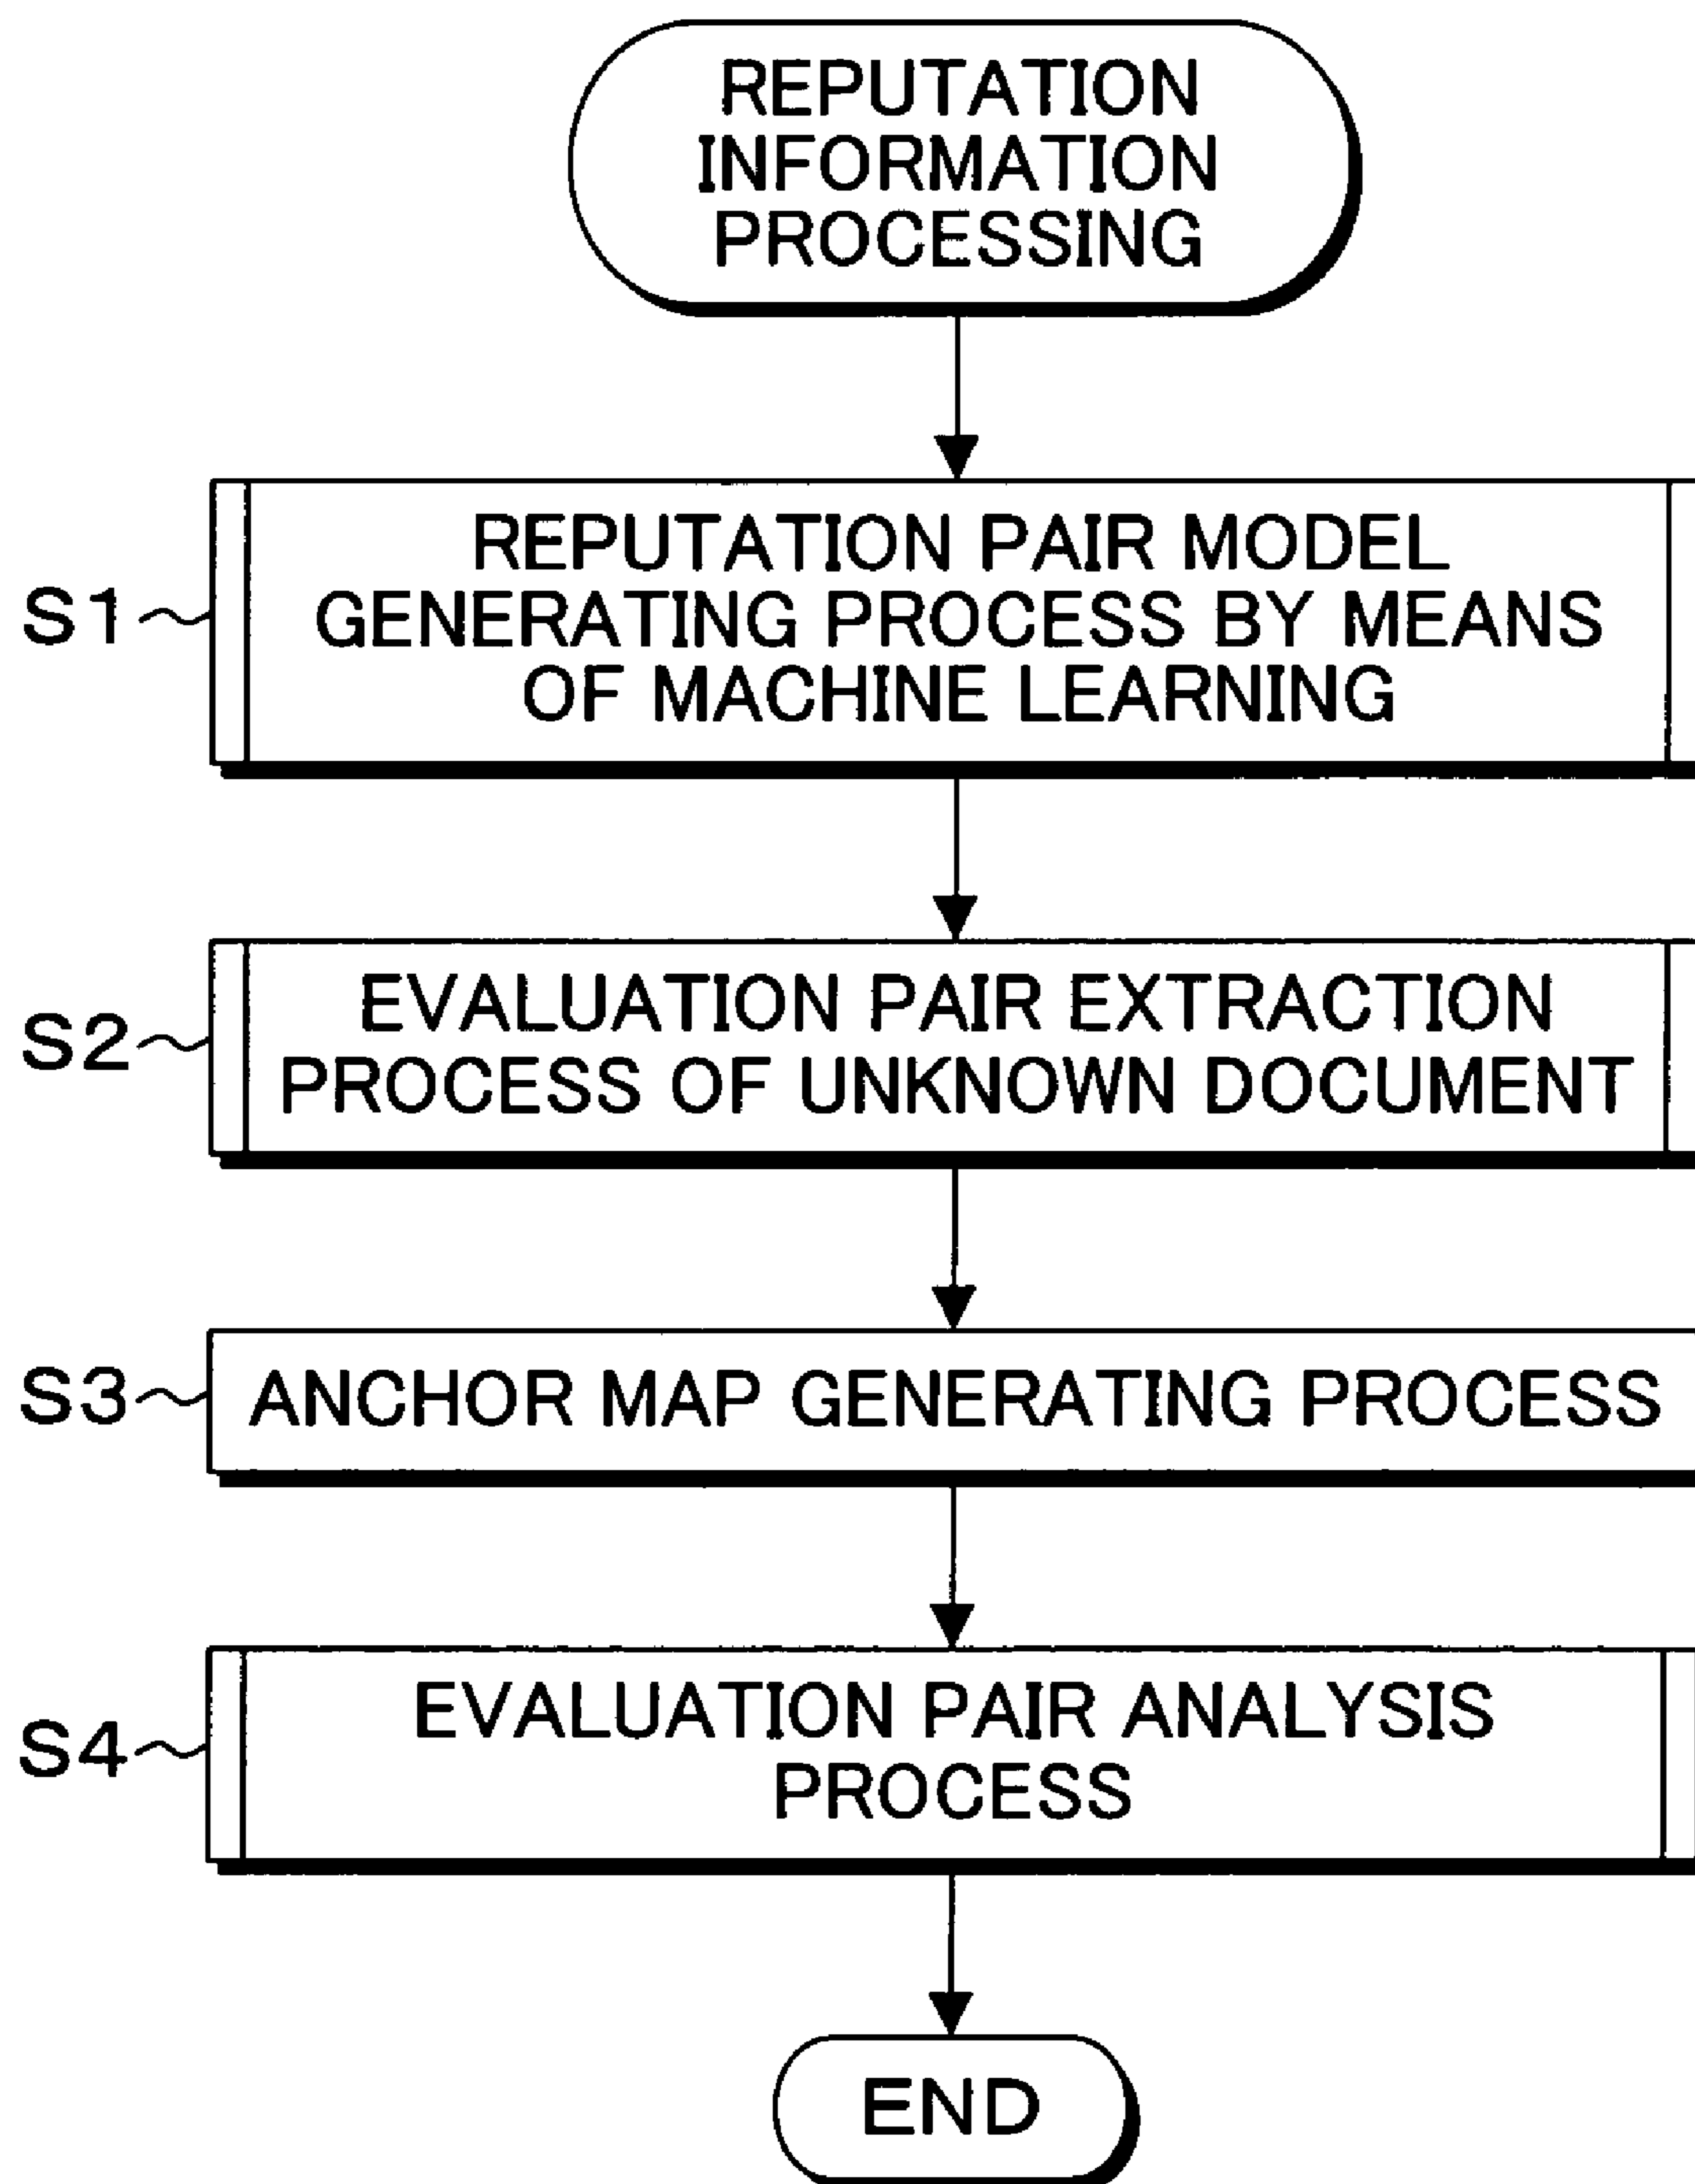 REPUTATION
INFORMATION
PROCESSING
S1
REPUTATION PAIR MODEL
GENERATING PROCESS BY MEANS
OF MACHINE LEARNING
S2
EVALUATION PAIR EXTRACTION
PROCESS OF UNKNOWN DOCUMENT
S3
ANCHOR MAP GENERATING PROCESS
S4
EVALUATION PAIR ANALYSIS
PROCESS
END